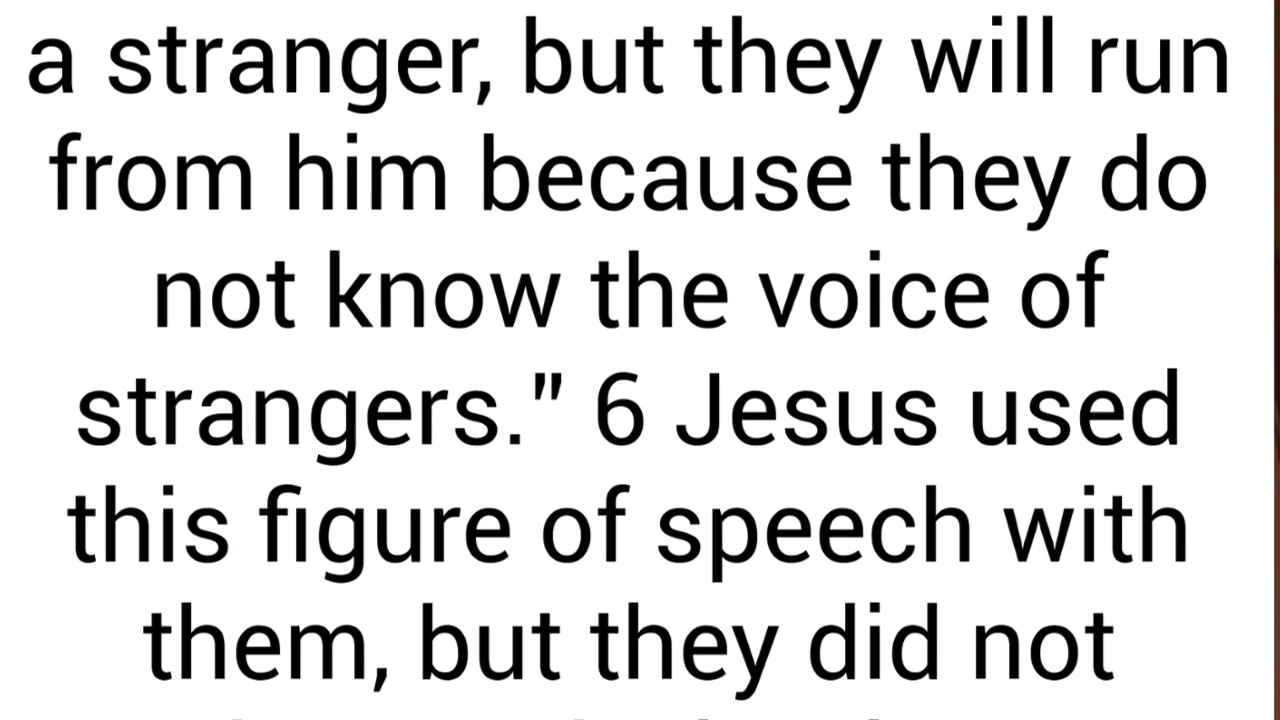 a stranger, but they will run
from him because they do
not know the voice of
strangers." 6 Jesus used
this figure of speech with
them, but they did not